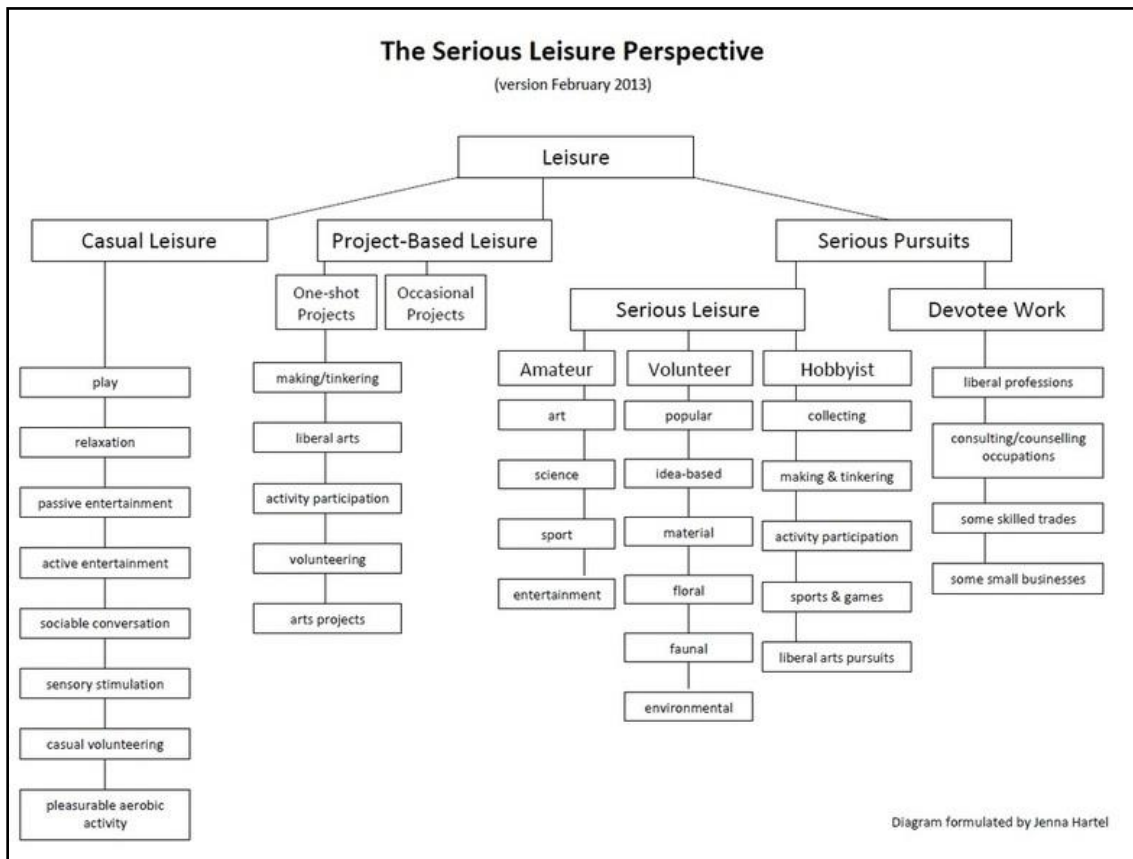 The Serious Leisure Perspective
(version February 2013)
Leisure
Casual Leisure
Project-Based Leisure
Serious Pursuits
One-shot
Projects
Occasional
Projects
Serious Leisure
Devotee Work
Amateur
Volunteer
Hobbyist
play
relaxation
passive entertainment
active entertainment
sociable conversation
sensory stimulation
casual volunteering
pleasurable aerobic
activity
making/tinkering
liberal arts
activity participation
volunteering
arts projects
art
science
sport
entertainment
popular
idea-based
material
floral
faunal
environmental
collecting
making & tinkering
activity participation
sports & games
liberal arts pursuits
liberal professions
consulting/counselling
occupations
some skilled trades
some small businesses
Diagram formulated by Jenna Hartel